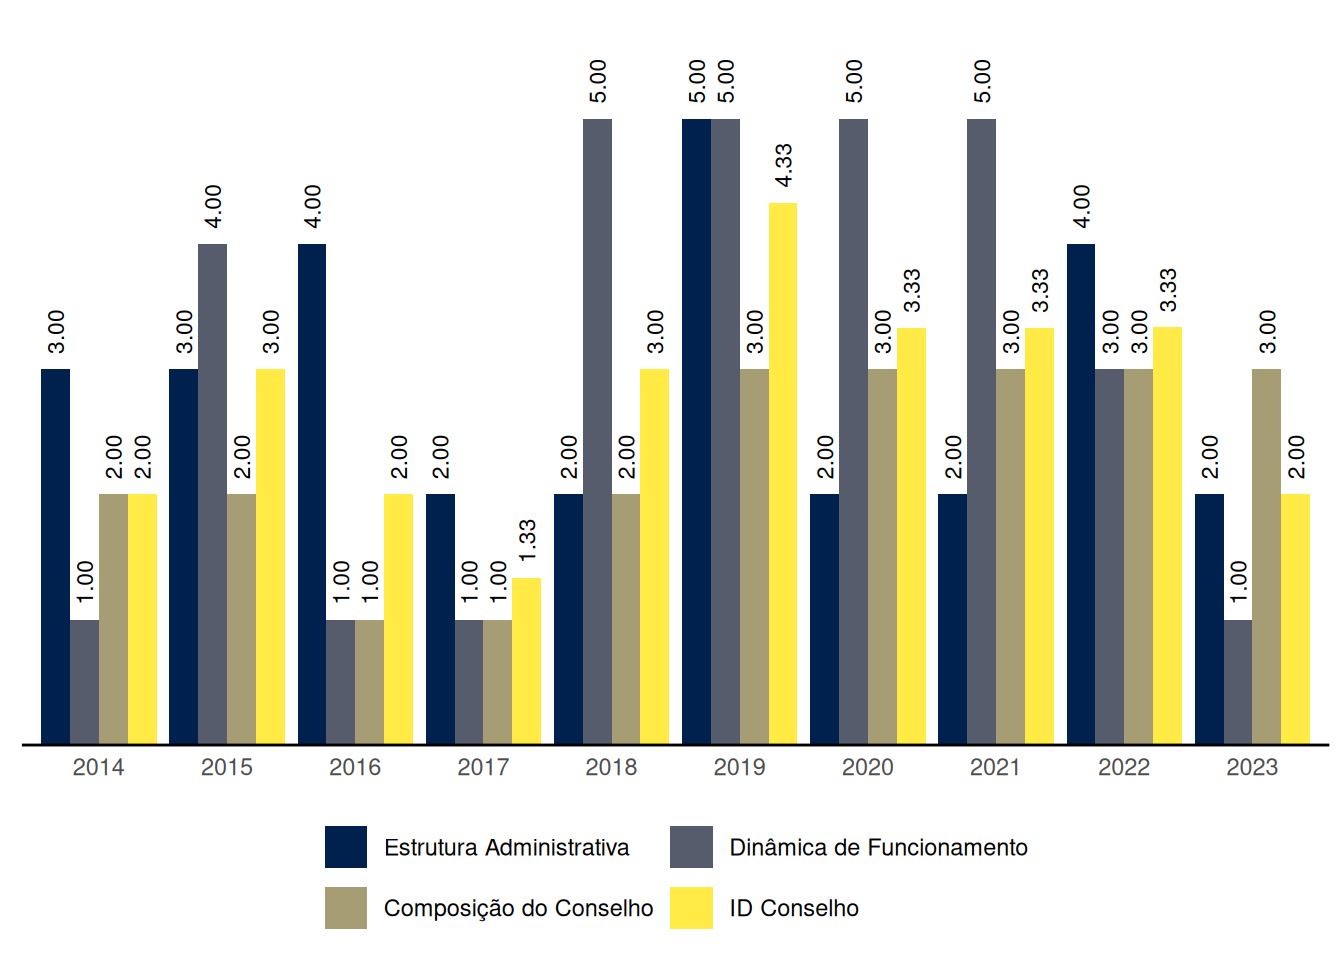 3.00 1.00 2.00 2.00
3.00 4.00 2.00 3.00
4.00 1.00 1.00 2.00
2.00 1.00 1.00 1.33
2.00 5.00 2.00 3.00
5.00 5.00 3.00 4.33
2.00 5.00 3.00 3.33
2.00 5.00 3.00 3.33
4.00 3.00 3.00 3.33
2.00 1.00 3.00 2.00
2014 2015 2016 2017 2018 2019 2020 2021 2022 2023
Estrutura Administrativa Dinâmica de Funcionamento
Composição do Conselho ID Conselho